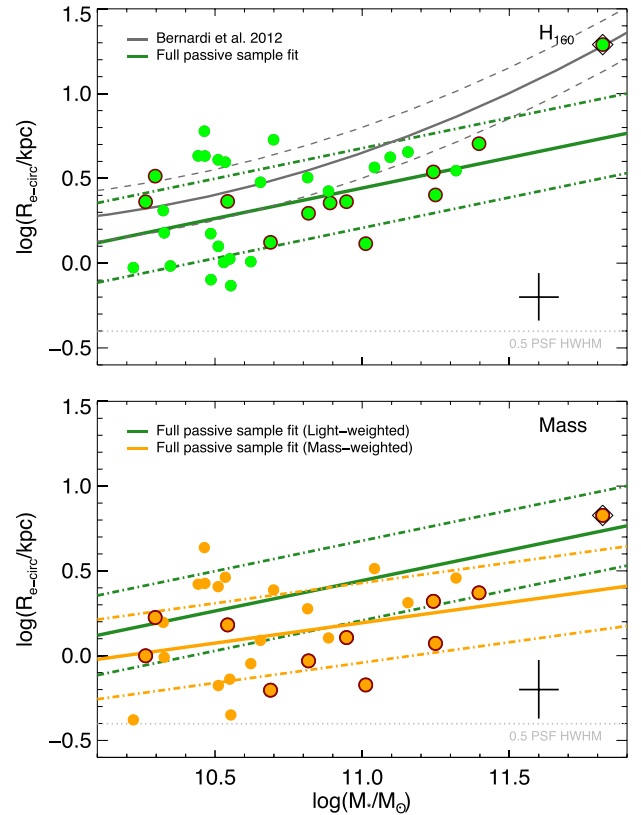 Bernardi et al. 2012
Full passive sample fit
H160
log(Re-circ/kpc)
1.5
1.0
0.5
0.0
−0.5
0.5 PSF HWHM
Full passive sample fit (Light-weighted)
Full passive sample fit (Mass-weighted)
Mass
log(Re-circ/kpc)
1.5
1.0
0.5
0.0
−0.5
0.5 PSF HWHM
10.5 11.0 11.5
log(M*/M⊙)